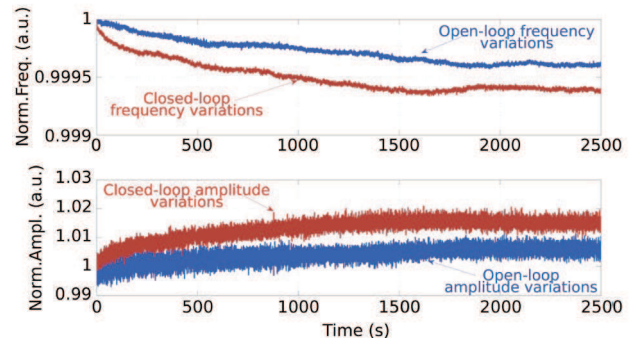 Norm.Freq. (a.u.)
1
0.9995
0.999
Open-loop frequency
variations
Closed-loop
frequency variations
0 500 1000 1500 2000 2500
Norm.Ampl. (a.u.)
1.03
1.02
1.01
1
0.99
Closed-loop amplitude
variations
Open-loop
amplitude variations
0 500 1000 1500 2000 2500
Time (s)